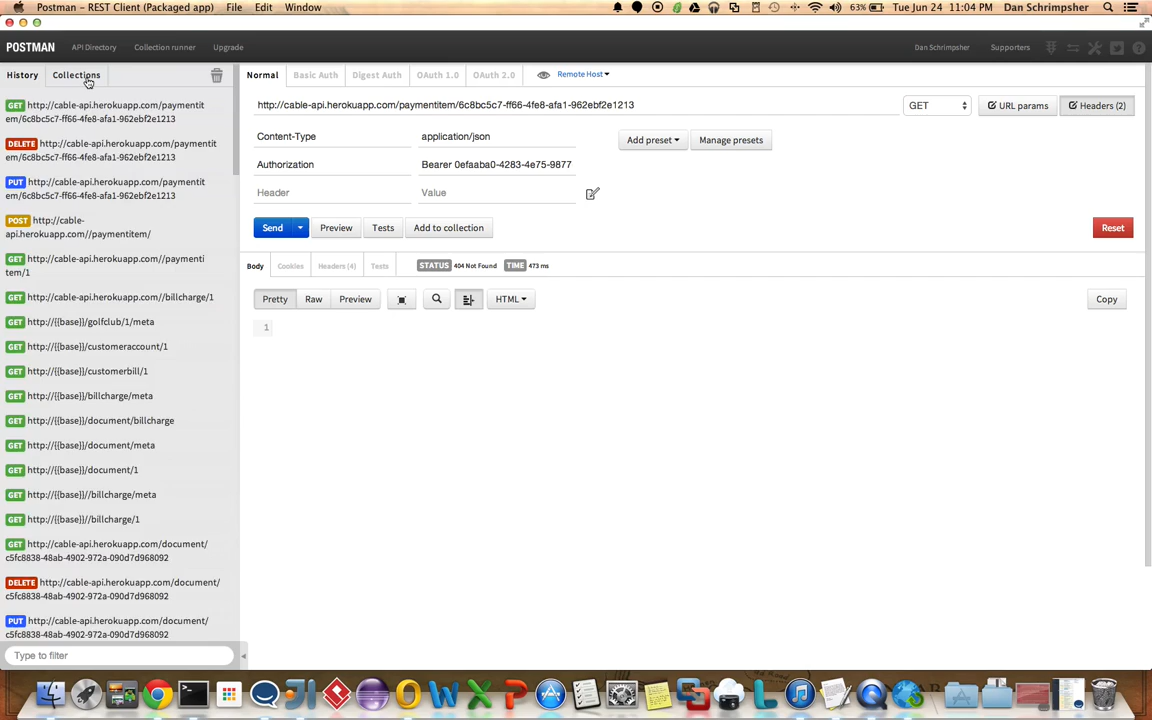 Postman - REST Client (Packaged app) File Edit Window 63% Tue Jun 24 11:04 PM Dan Schrimpsher
POSTMAN API Directory Collection runner Upgrade Dan Schrimpsher Supporters
History Collections
GET http://cable-api.herokuapp.com/paymentit
em/6c8bc5c7-ff66-4fe8-afa1-962ebf2e1213
DELETE http://cable-api.herokuapp.com/paymentit
em/6c8bc5c7-ff66-4fe8-afa1-962ebf2e1213
PUT http://cable-api.herokuapp.com/paymentit
em/6c8bc5c7-ff66-4fe8-afa1-962ebf2e1213
POST http://cable-
api.herokuapp.com//paymentitem/
GET http://cable-api.herokuapp.com//paymenti
tem/1
GET http://cable-api.herokuapp.com//billcharge/1
GET http://{{base}}/golfclub/1/meta
GET http://{{base}}/customeraccount/1
GET http://{{base}}/customerbill/1
GET http://{{base}}/billcharge/meta
GET http://{{base}}/document/billcharge
GET http://{{base}}/document/meta
GET http://{{base}}/document/1
GET http://{{base}}//billcharge/meta
GET http://{{base}}//billcharge/1
GET http://cable-api.herokuapp.com/document/
c5fc8838-48ab-4902-972a-090d7d968092
DELETE http://cable-api.herokuapp.com/document/
c5fc8838-48ab-4902-972a-090d7d968092
PUT http://cable-api.herokuapp.com/document/
c5fc8838-48ab-4902-972a-090d7d968092
Type to filter
Normal Basic Auth Digest Auth OAuth 1.0 OAuth 2.0 Remote Host
http://cable-api.herokuapp.com/paymentitem/6c8bc5c7-ff66-4fe8-afa1-962ebf2e1213 GET URL params Headers (2)
Content-Type application/json Add preset Manage presets
Authorization Bearer 0efaaba0-4283-4e75-9877
Header Value
Send Preview Tests Add to collection Reset
Body Cookies Headers (4) Tests STATUS 404 Not Found TIME 473 ms
Pretty Raw Preview HTML Copy
1